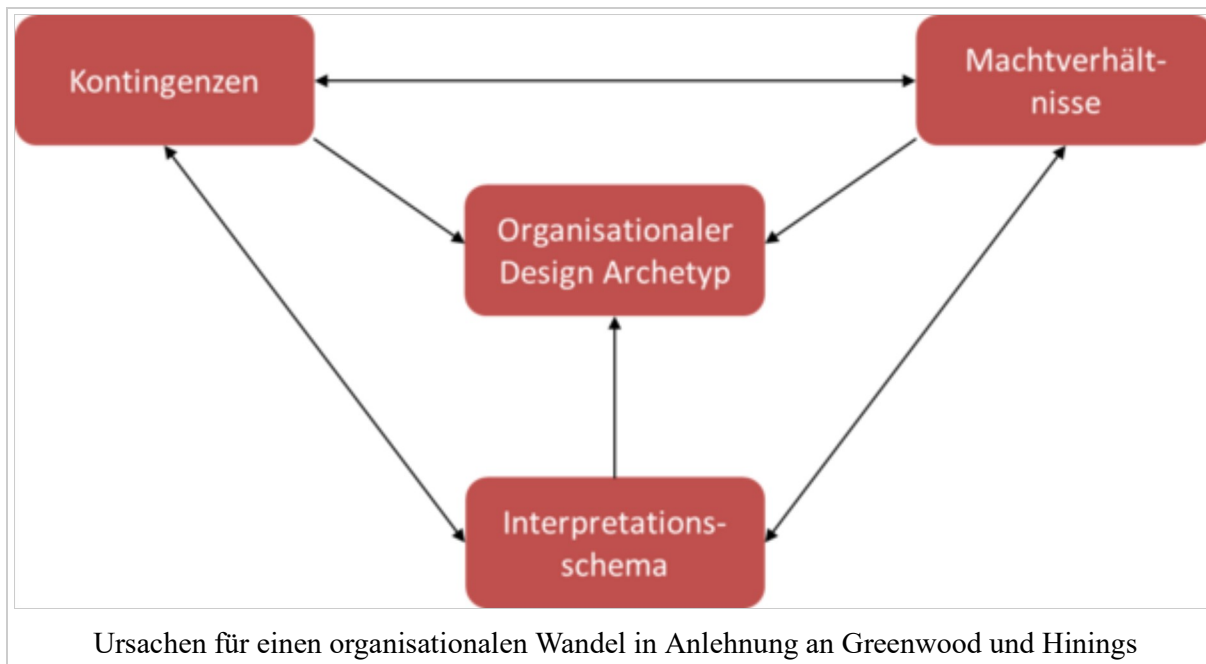 Kontingenzen
Machtverhält-
nisse
Organisationaler
Design Archetyp
Interpretations-
schema
Ursachen für einen organisationalen Wandel in Anlehnung an Greenwood und Hinings